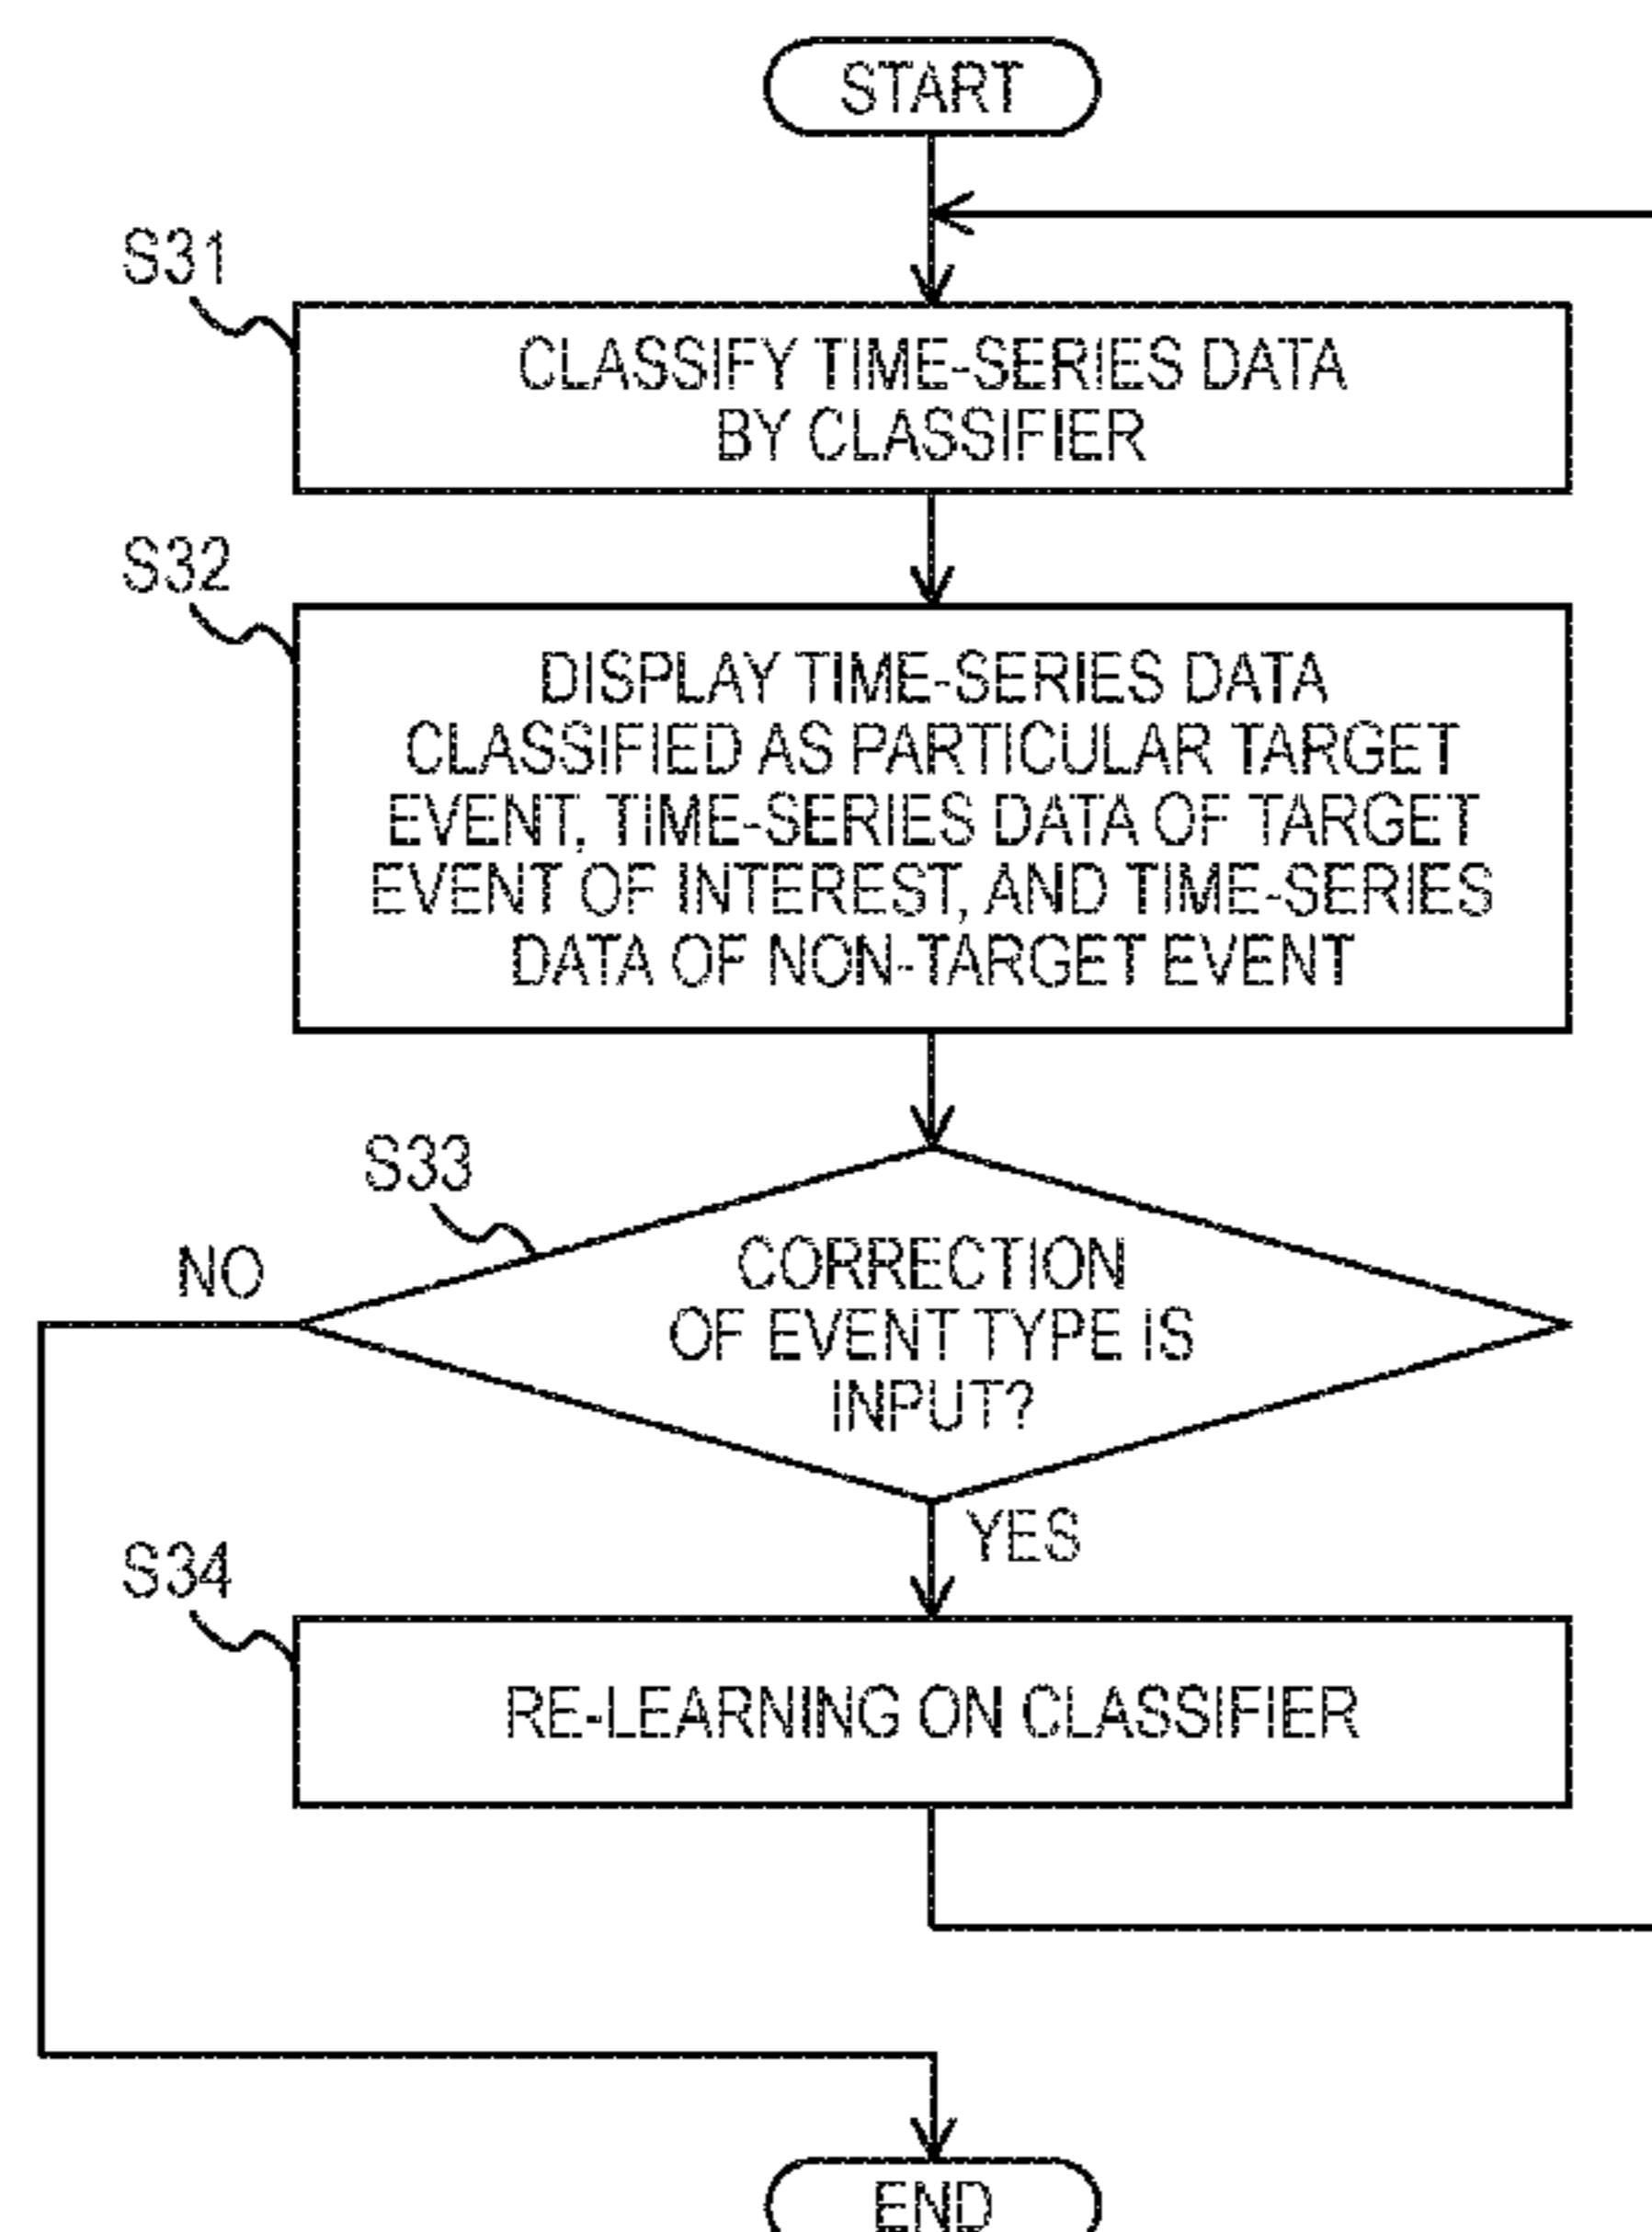 START
S31
CLASSIFY TIME-SERIES DATA
BY CLASSIFIER
S32
DISPLAY TIME-SERIES DATA
CLASSIFIED AS PARTICULAR TARGET
EVENT, TIME-SERIES DATA OF TARGET
EVENT OF INTEREST, AND TIME-SERIES
DATA OF NON-TARGET EVENT
S33
NO
CORRECTION
OF EVENT TYPE IS
INPUT?
YES
S34
RE-LEARNING ON CLASSIFIER
END